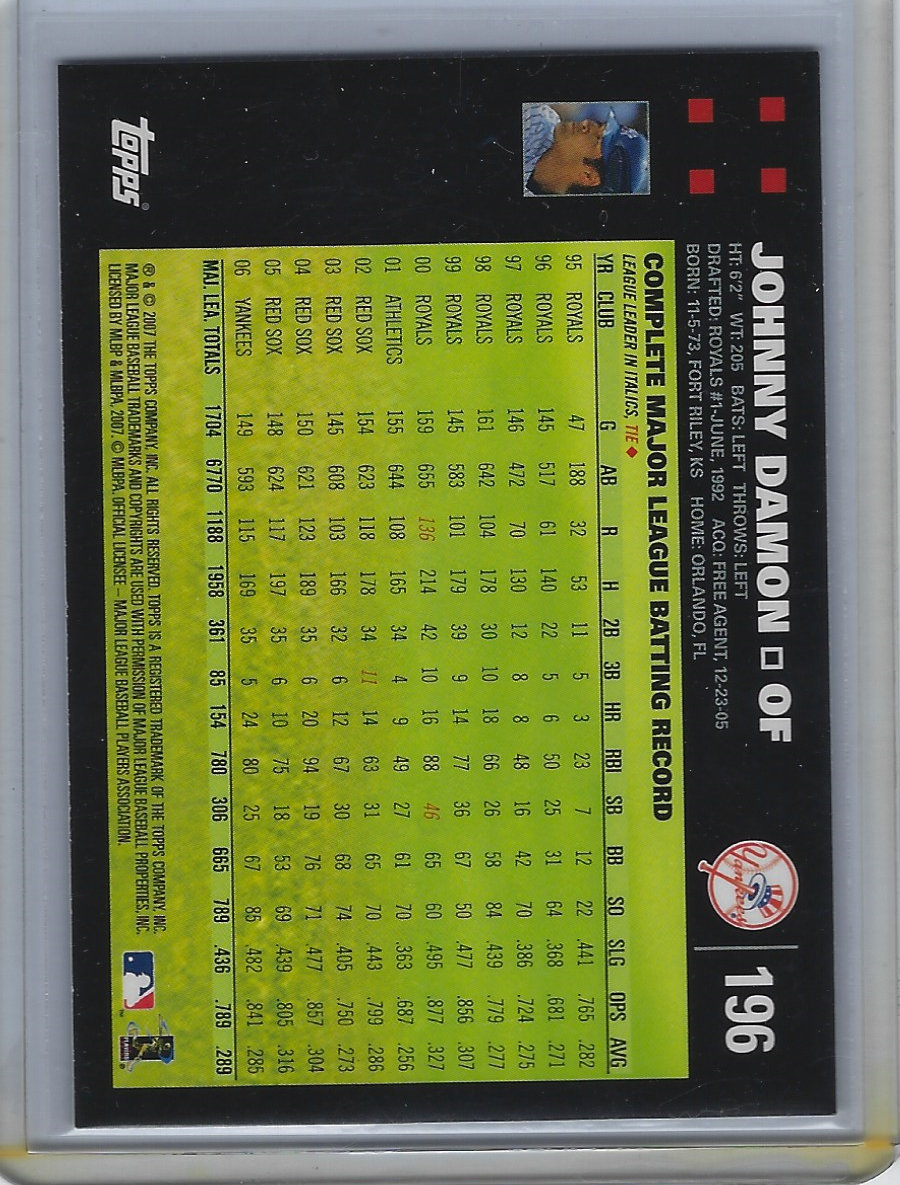 JOHNNY DAMON □ OF
Yankees
196
HT: 6'2" WT: 205 BATS: LEFT THROWS: LEFT
DRAFTED: ROYALS #1-JUNE, 1992 ACQ: FREE AGENT, 12-23-05
BORN: 11-5-73, FORT RILEY, KS HOME: ORLANDO, FL
COMPLETE MAJOR LEAGUE BATTING RECORD
LEAGUE LEADER IN ITALICS, TIE ♦
YR CLUB G AB R H 2B 3B HR RBI SB BB SO SLG OPS AVG
95 ROYALS 47 188 32 53 11 5 3 23 7 12 22 .441 .765 .282
96 ROYALS 145 517 61 140 22 5 6 50 25 31 64 .368 .681 .271
97 ROYALS 146 472 70 130 12 8 8 48 16 42 70 .386 .724 .275
98 ROYALS 161 642 104 178 30 10 18 66 26 58 84 .439 .779 .277
99 ROYALS 145 583 101 179 39 9 14 77 36 67 50 .477 .856 .307
00 ROYALS 159 655 136 214 42 10 16 88 46 65 60 .495 .877 .327
01 ATHLETICS 155 644 108 165 34 4 9 49 27 61 70 .363 .687 .256
02 RED SOX 154 623 118 178 34 11 14 63 31 65 70 .443 .799 .286
03 RED SOX 145 608 103 166 32 6 12 67 30 68 74 .405 .750 .273
04 RED SOX 150 621 123 189 35 6 20 94 19 76 71 .477 .857 .304
05 RED SOX 148 624 117 197 35 6 10 75 18 53 69 .439 .805 .316
06 YANKEES 149 593 115 169 35 5 24 80 25 67 85 .482 .841 .285
MAJ. LEA. TOTALS 1704 6770 1188 1958 361 85 154 780 306 665 789 .436 .789 .289
® & © 2007 THE TOPPS COMPANY, INC. ALL RIGHTS RESERVED. TOPPS IS A REGISTERED TRADEMARK OF THE TOPPS COMPANY, INC.
MAJOR LEAGUE BASEBALL TRADEMARKS AND COPYRIGHTS ARE USED WITH PERMISSION OF MAJOR LEAGUE BASEBALL PROPERTIES, INC.
LICENSED BY MLBP & MLBPA, 2007. © MLBPA. OFFICIAL LICENSEE – MAJOR LEAGUE BASEBALL PLAYERS ASSOCIATION.
topps®